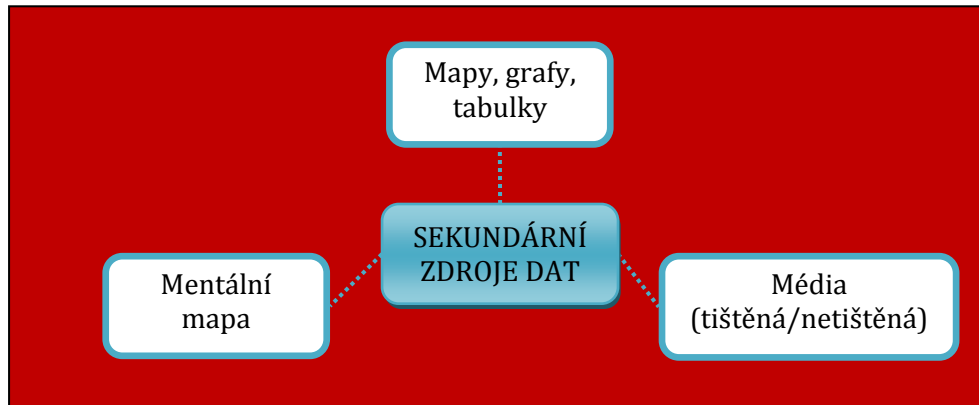 Mapy, grafy,
tabulky
SEKUNDÁRNÍ
ZDROJE DAT
Mentální
mapa
Média
(tištěná/netištěná)